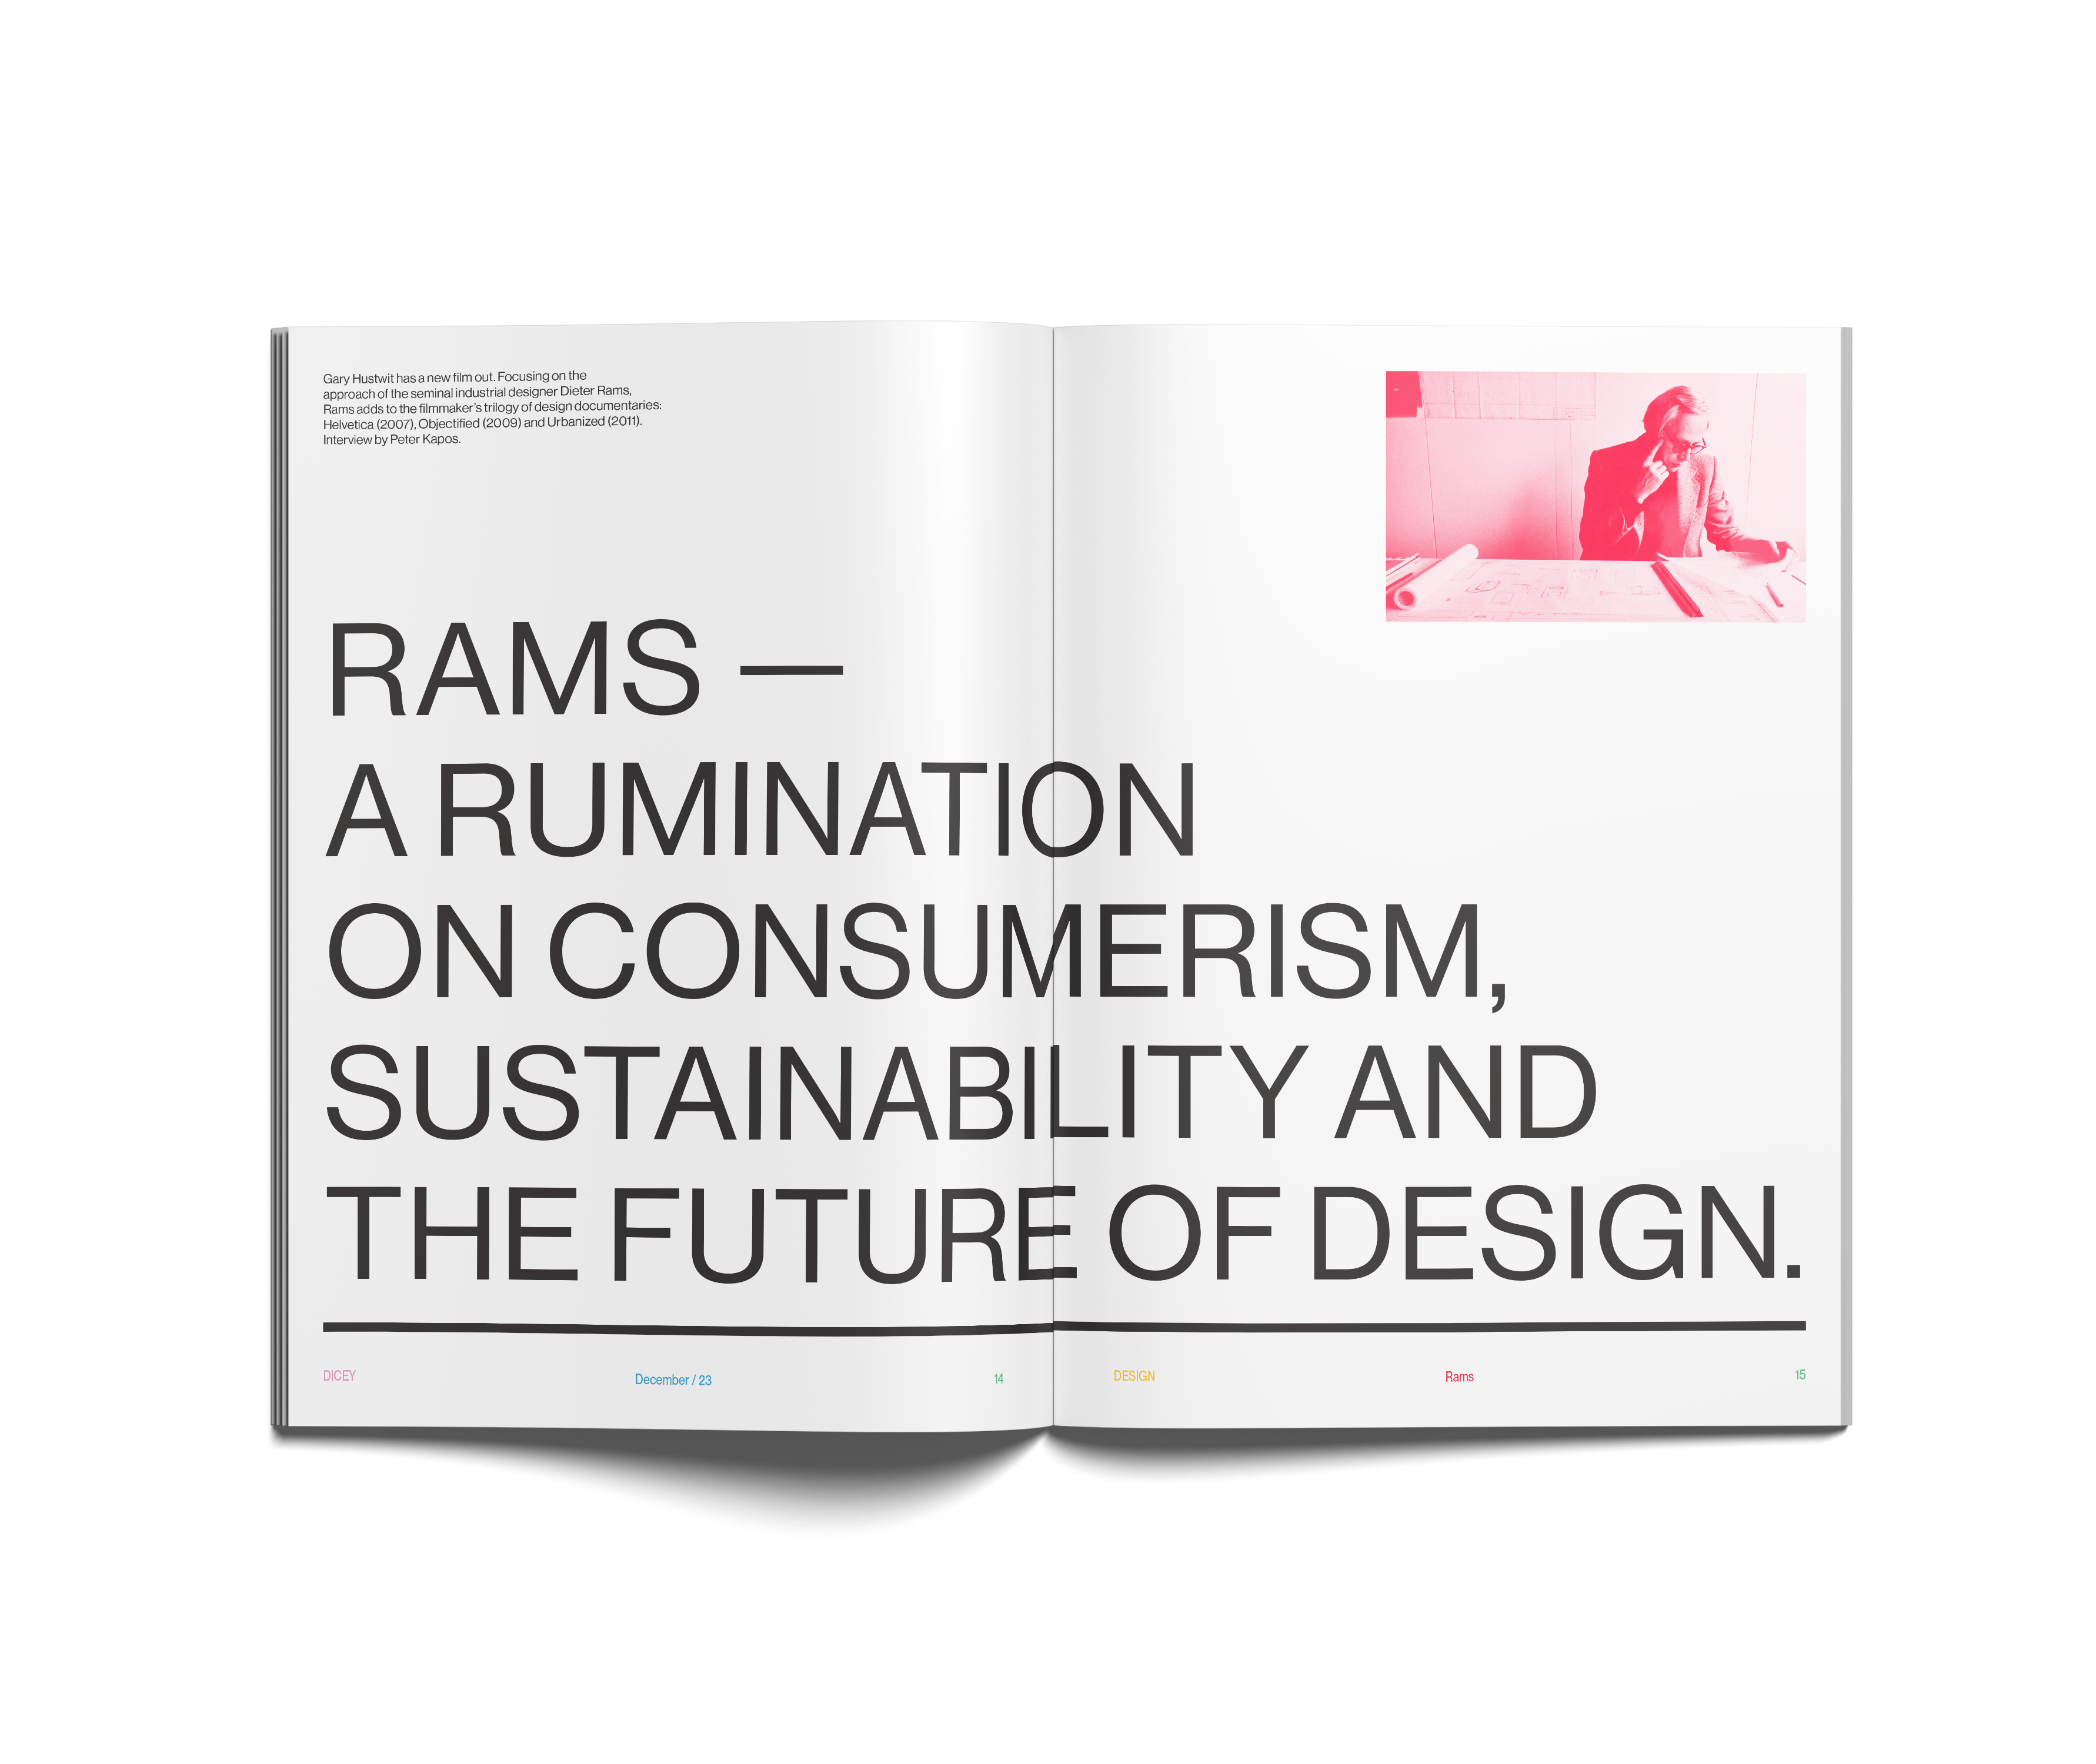 Gary Hustwit has a new film out. Focusing on the
approach of the seminal industrial designer Dieter Rams,
Rams adds to the filmmaker's trilogy of design documentaries:
Helvetica (2007), Objectified (2009) and Urbanized (2011).
Interview by Peter Kapos.
RAMS —
A RUMINATION
ON CONSUMERISM,
SUSTAINABILITY AND
THE FUTURE OF DESIGN.
DICEY
December / 23
14
DESIGN
Rams
15